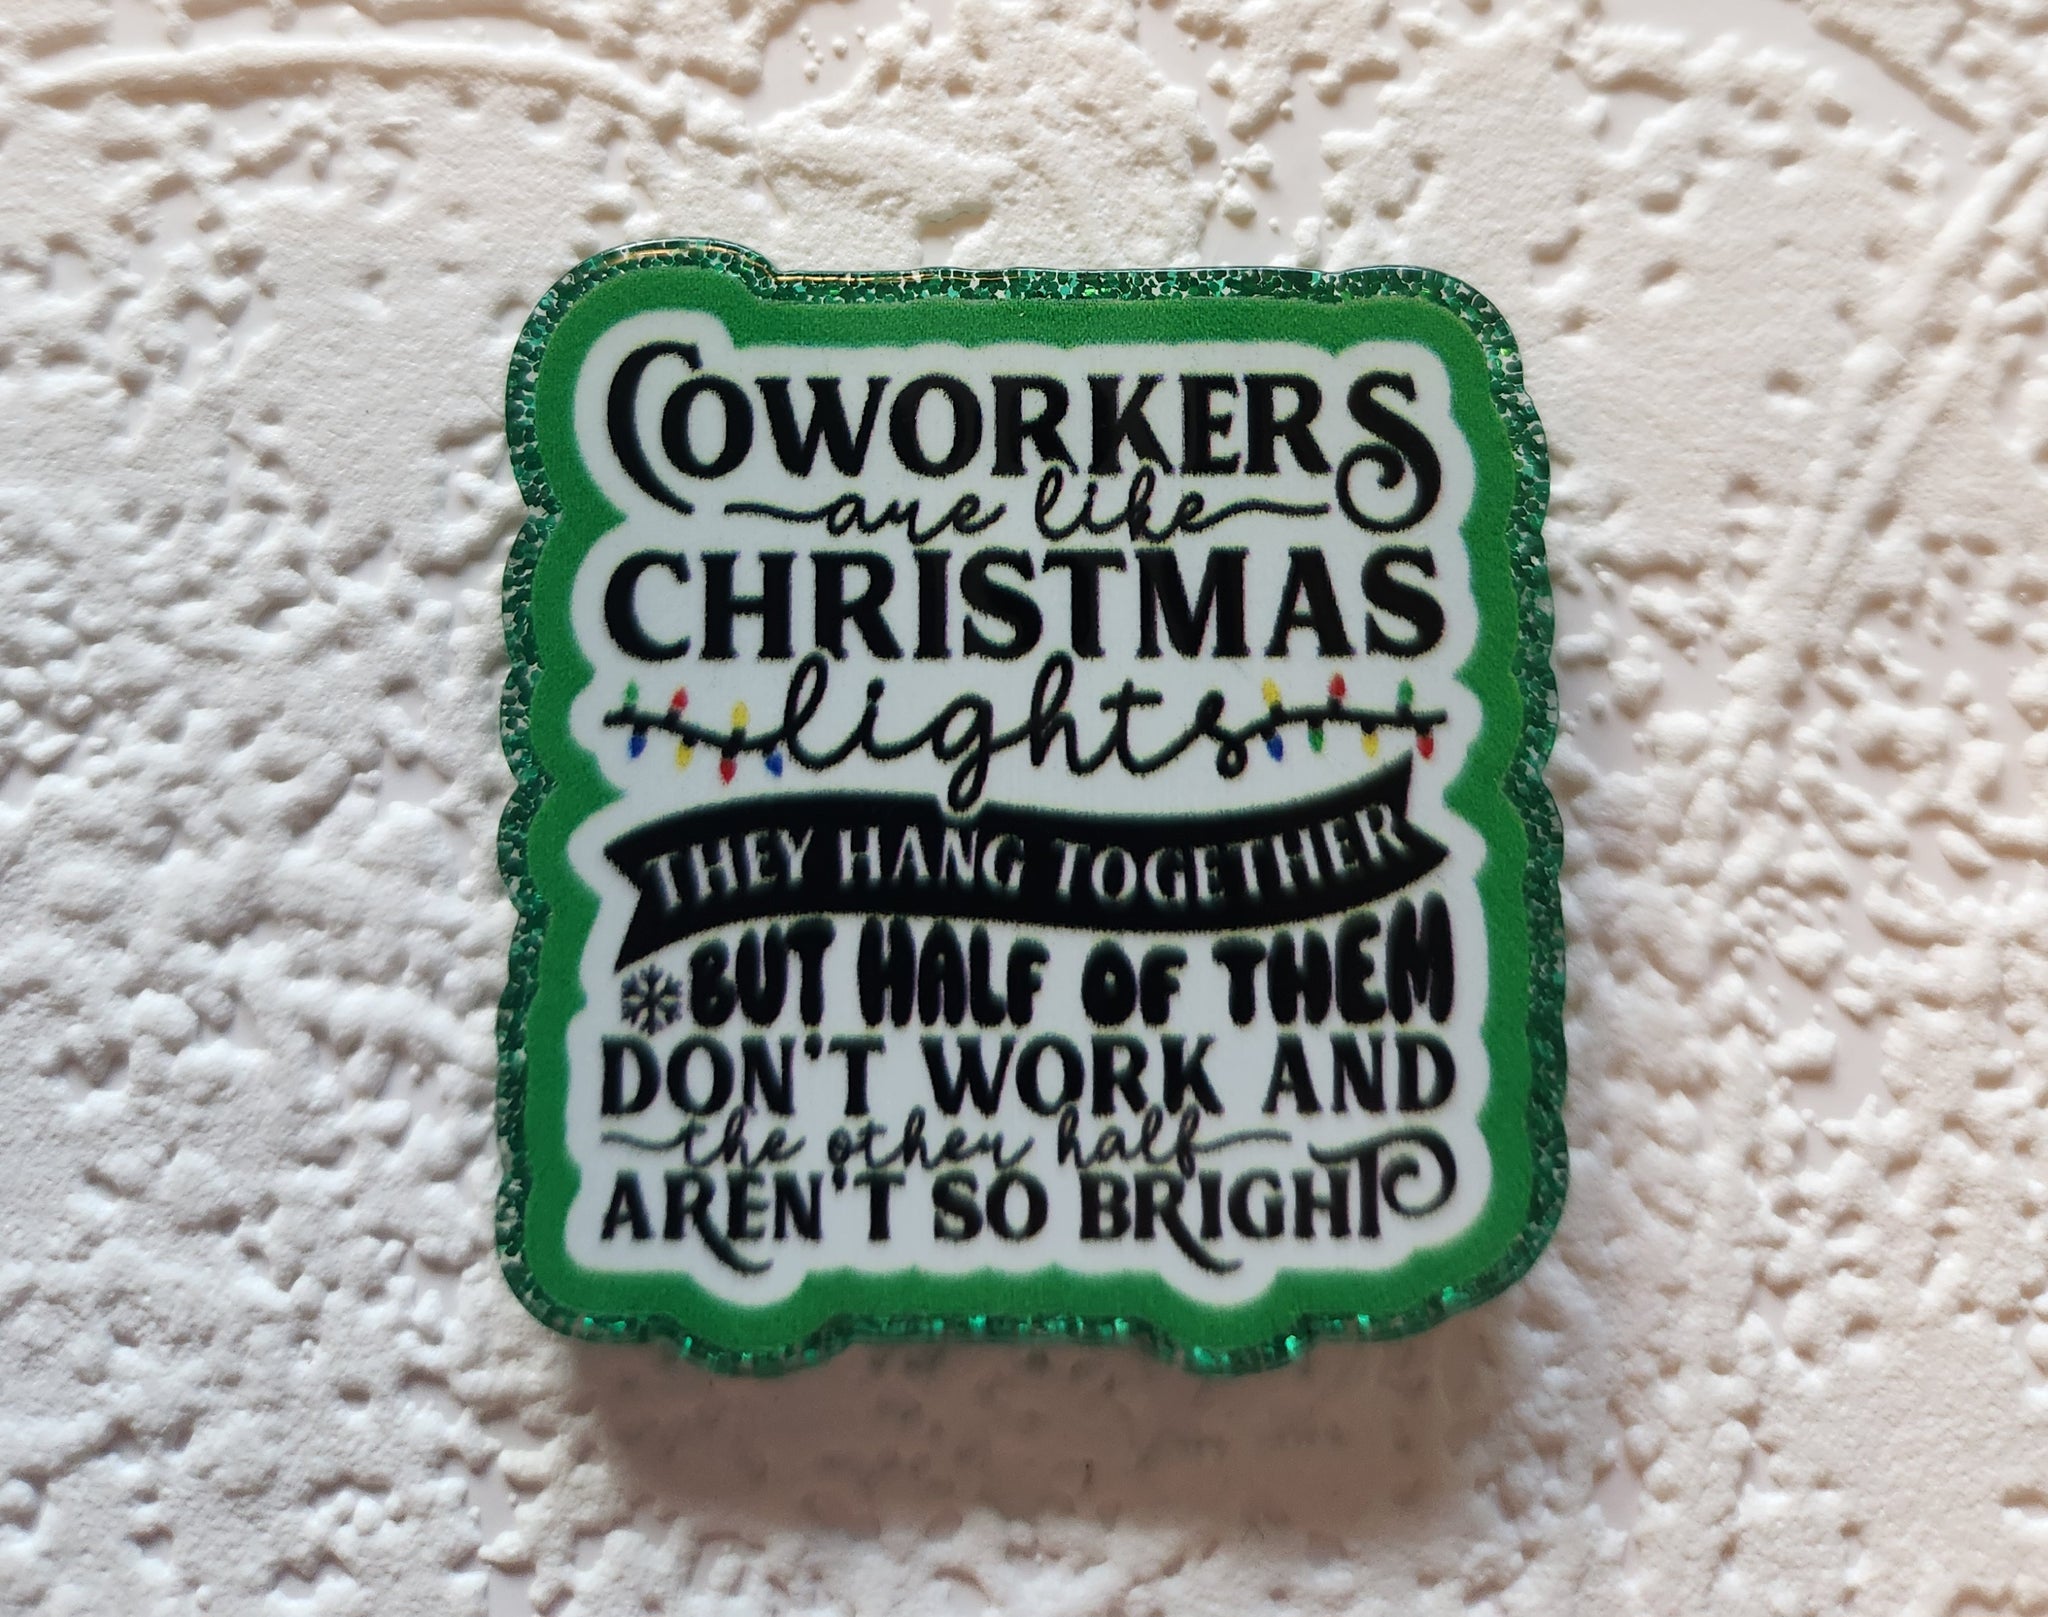 COWORKERS
are like
CHRISTMAS
lights
THEY HANG TOGETHER
BUT HALF OF THEM
DON'T WORK AND
the other half
AREN'T SO BRIGHT